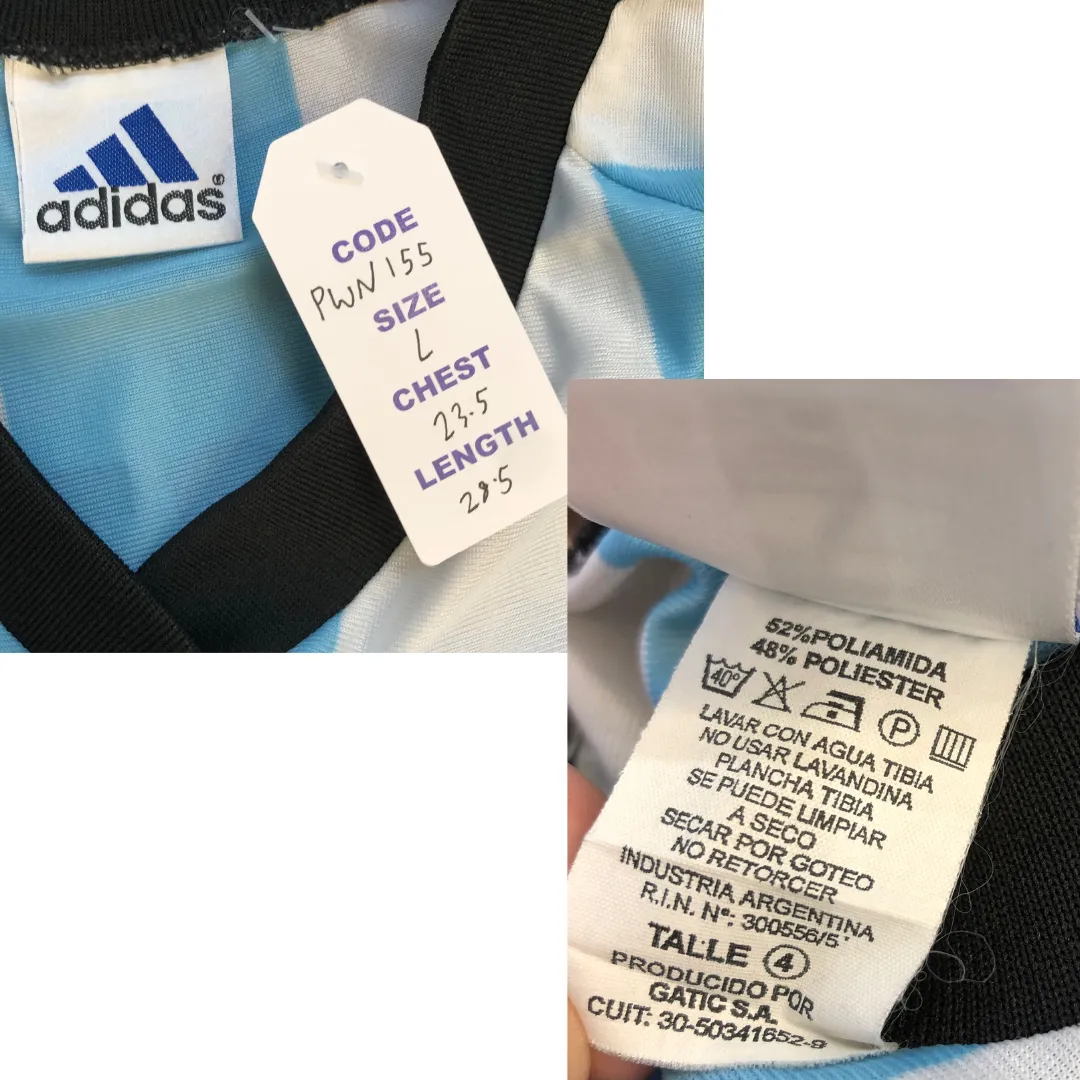 adidas®
CODE
PWN155
SIZE
L
CHEST
23.5
LENGTH
28.5
52%POLIAMIDA
48% POLIESTER
40°
P
LAVAR CON AGUA TIBIA
NO USAR LAVANDINA
PLANCHA TIBIA
SE PUEDE LIMPIAR
A SECO
SECAR POR GOTEO
NO RETORCER
INDUSTRIA ARGENTINA
R.I.N. Nº: 300556/5
TALLE 4
PRODUCIDO POR
GATIC S.A.
CUIT: 30-50341652-9